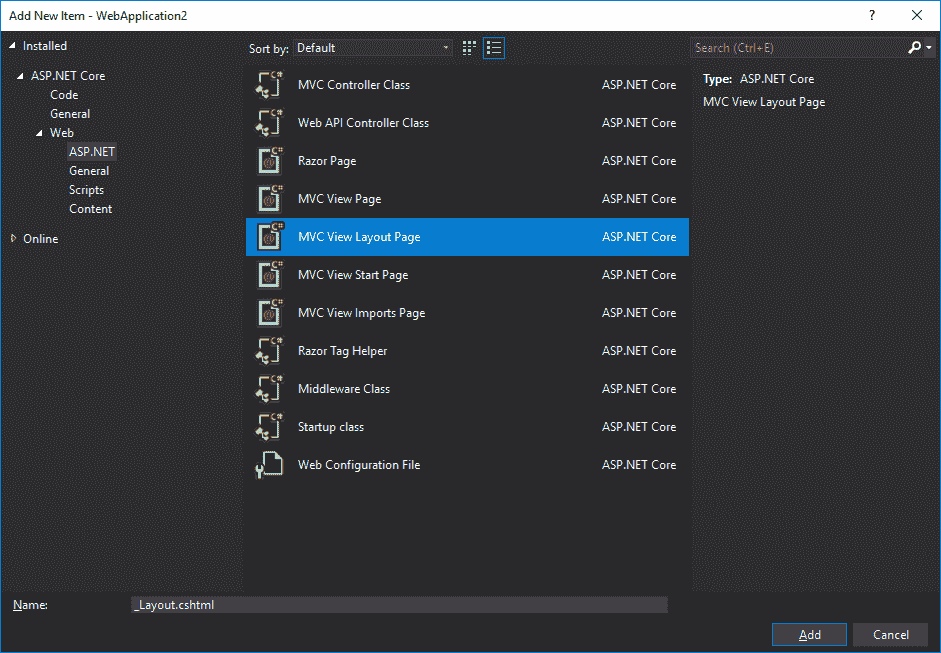 Add New Item - WebApplication2
?
Installed
ASP.NET Core
Code
General
Web
ASP.NET
General
Scripts
Content
Online
Sort by: Default
MVC Controller Class ASP.NET Core
Web API Controller Class ASP.NET Core
Razor Page ASP.NET Core
MVC View Page ASP.NET Core
MVC View Layout Page ASP.NET Core
MVC View Start Page ASP.NET Core
MVC View Imports Page ASP.NET Core
Razor Tag Helper ASP.NET Core
Middleware Class ASP.NET Core
Startup class ASP.NET Core
Web Configuration File ASP.NET Core
Search (Ctrl+E)
Type: ASP.NET Core
MVC View Layout Page
Name: _Layout.cshtml
Add Cancel